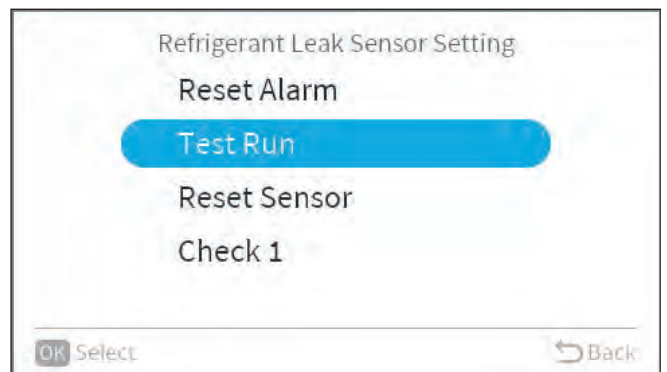 Refrigerant Leak Sensor Setting
Reset Alarm
Test Run
Reset Sensor
Check 1
OK Select Back